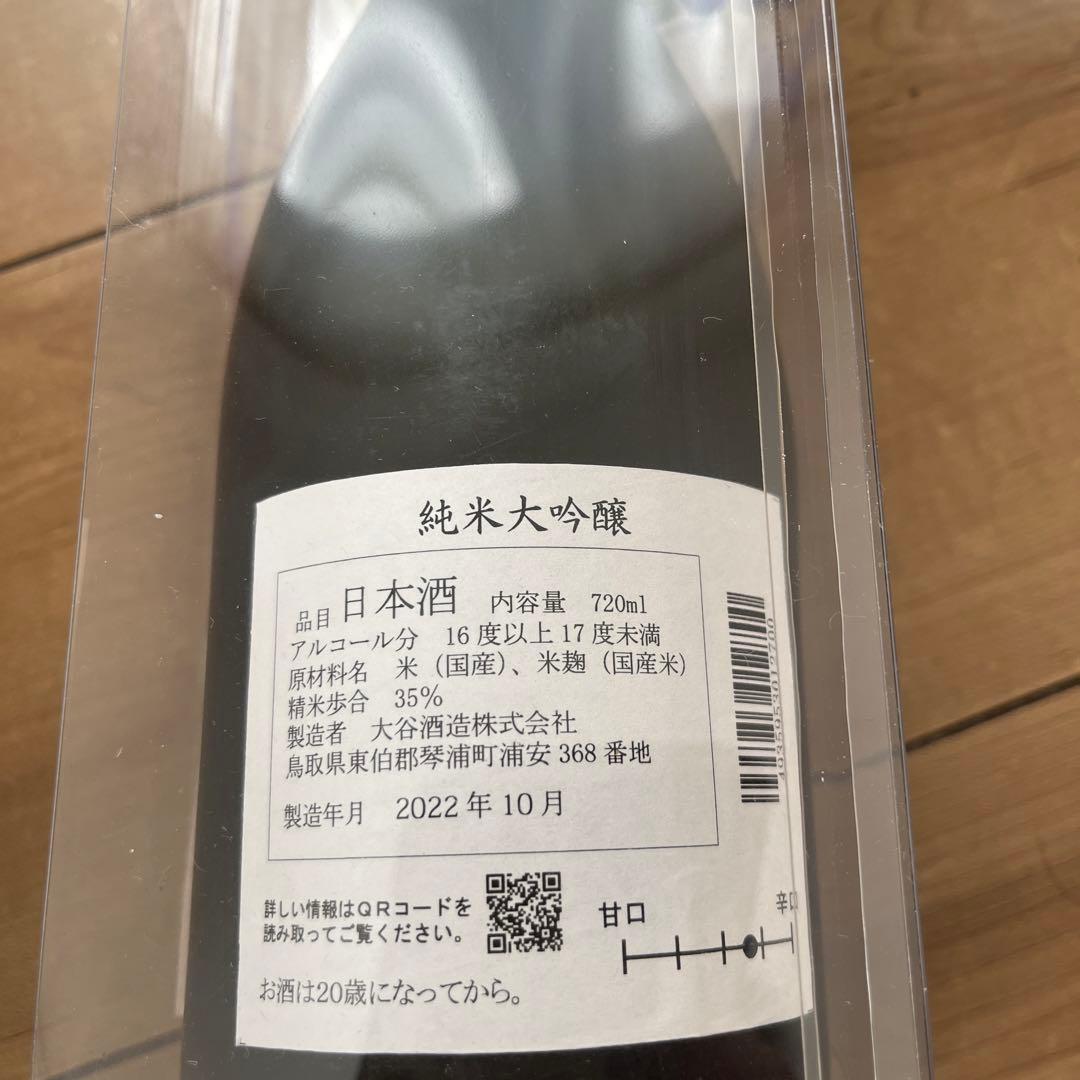 純米大吟醸
品目 日本酒 内容量 720ml
アルコール分 16度以上17度未満
原材料名 米（国産）、米麹（国産米）
精米歩合 35%
製造者 大谷酒造株式会社
鳥取県東伯郡琴浦町浦安368番地
製造年月 2022年10月
詳しい情報はQRコードを
読み取ってご覧ください。
甘口 辛口
お酒は20歳になってから。